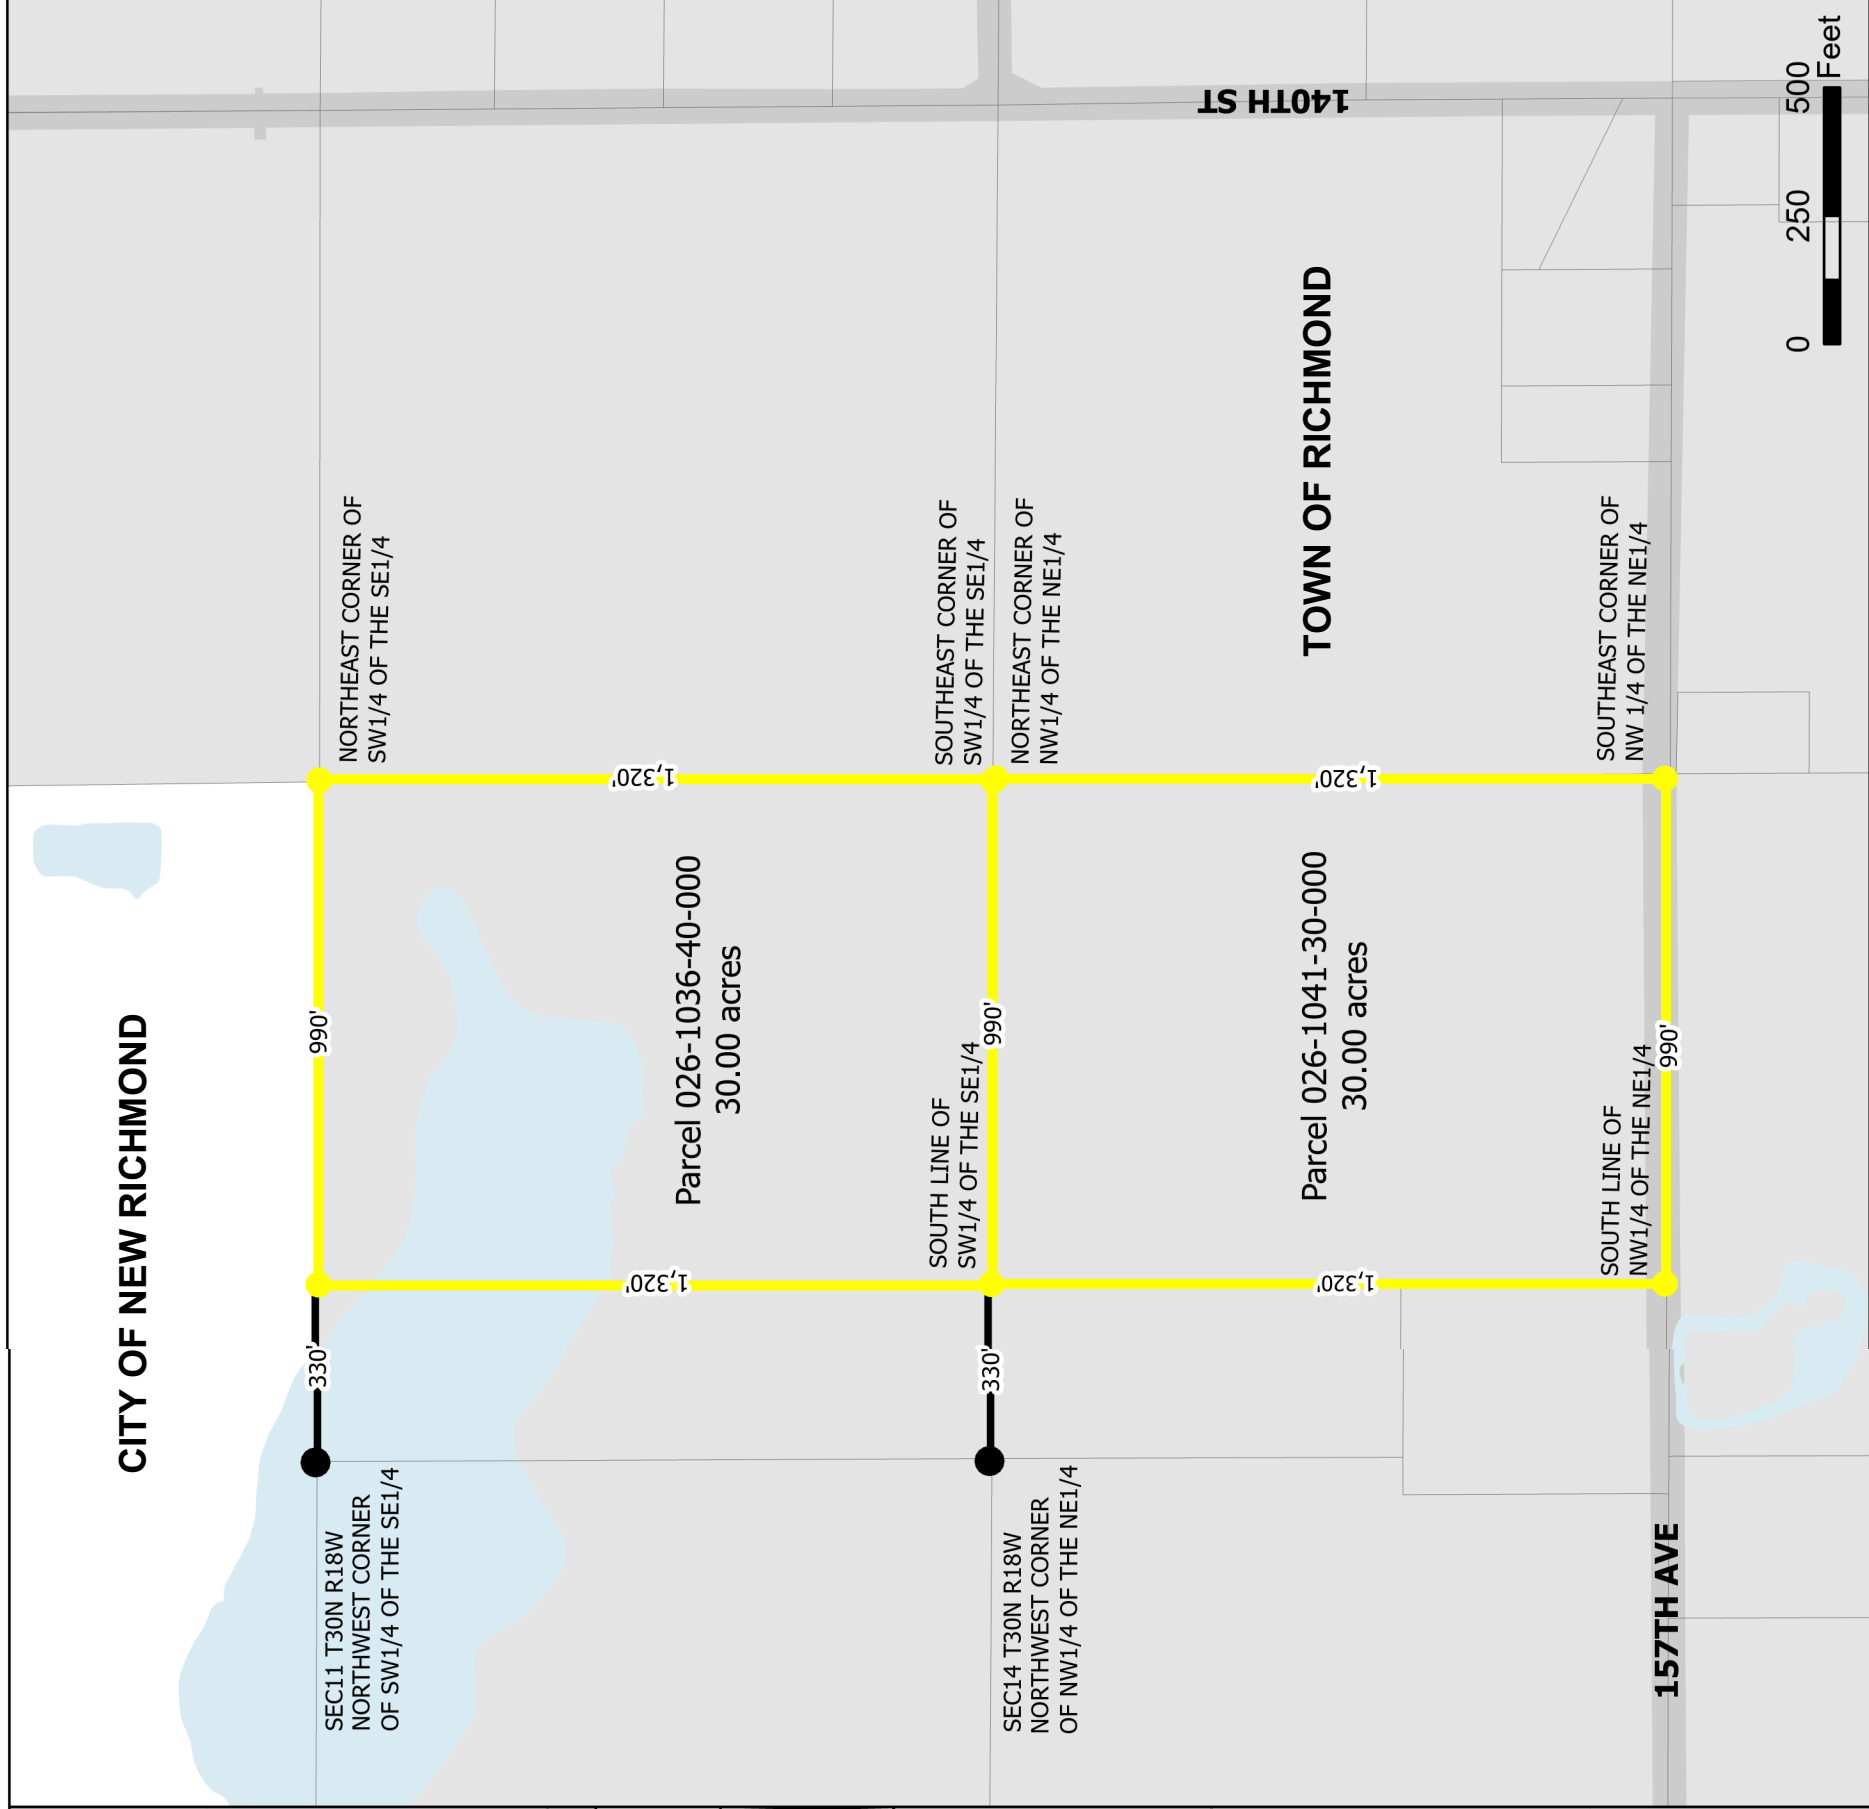 CITY OF NEW RICHMOND
SEC11 T30N R18W
NORTHWEST CORNER
OF SW1/4 OF THE SE1/4
330'
990'
NORTHEAST CORNER OF
SW1/4 OF THE SE1/4
1,320'
Parcel 026-1036-40-000
30.00 acres
1,320'
SOUTH LINE OF
SW1/4 OF THE SE1/4
SOUTHEAST CORNER OF
SW1/4 OF THE SE1/4
330'
990'
SEC14 T30N R18W
NORTHWEST CORNER
OF NW1/4 OF THE NE1/4
NORTHEAST CORNER OF
NW1/4 OF THE NE1/4
140TH ST
1,320'
Parcel 026-1041-30-000
30.00 acres
1,320'
TOWN OF RICHMOND
SOUTH LINE OF
NW1/4 OF THE NE1/4
SOUTHEAST CORNER OF
NW 1/4 OF THE NE1/4
157TH AVE
990'
0 250 500
Feet